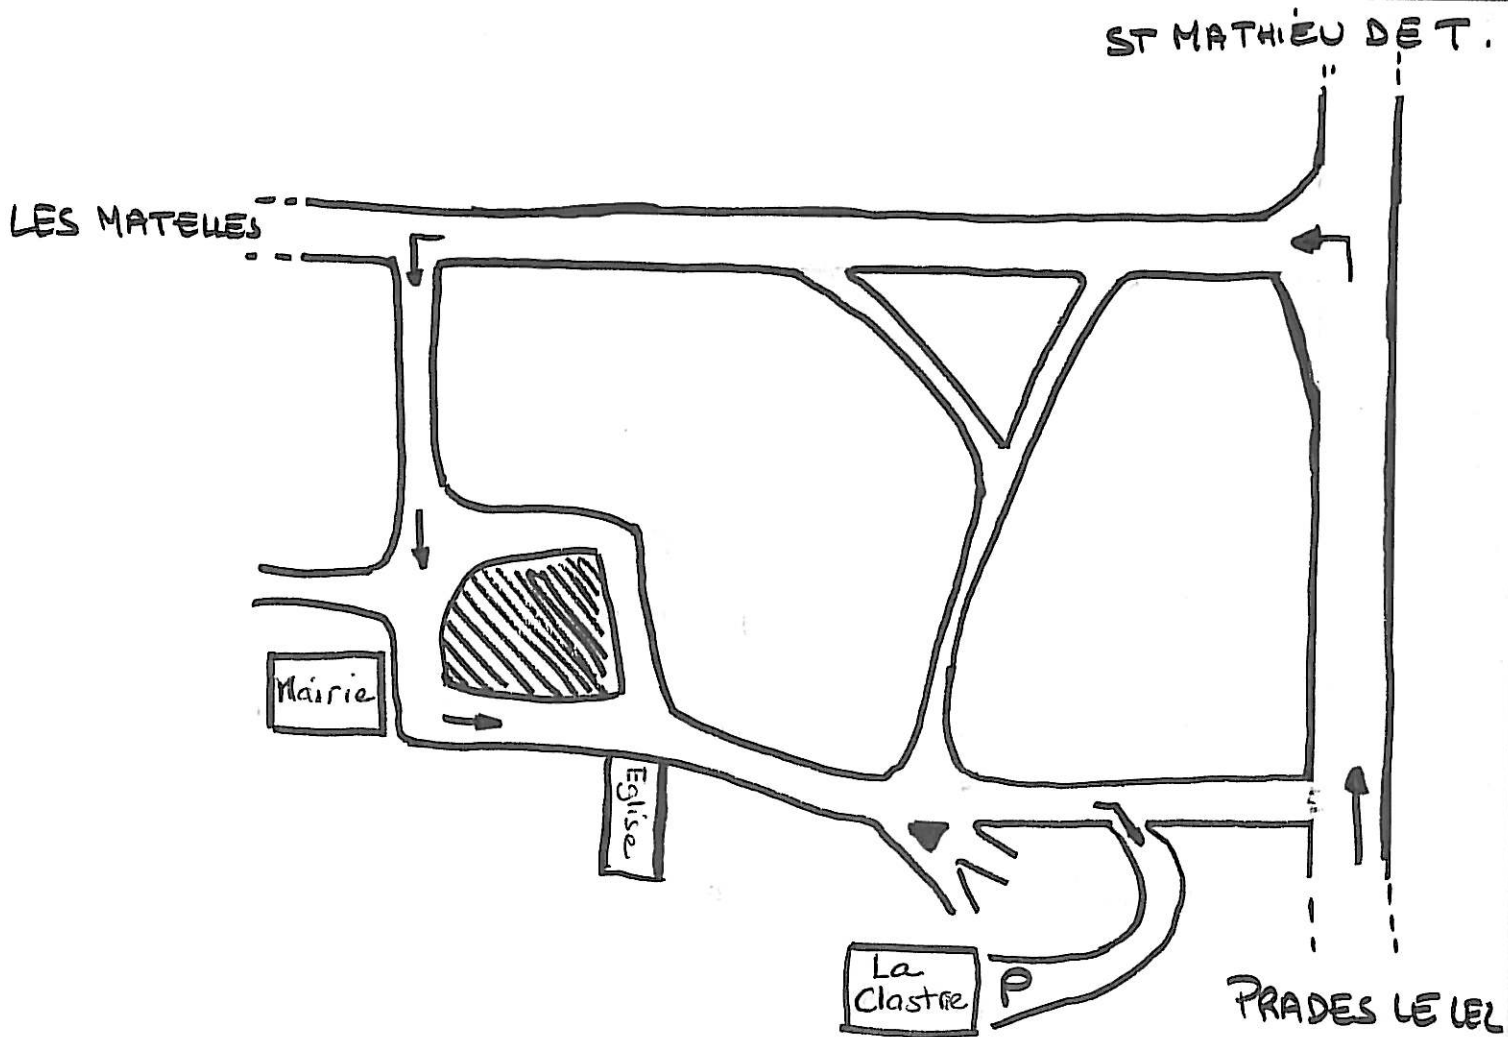 ST MATHIEU DE T.
LES MATELLES
Mairie
Eglise
La
Clastre
P
PRADES LE LEZ